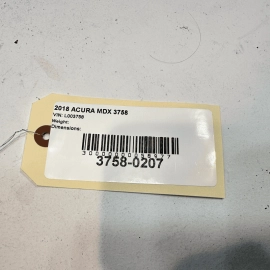 2018 ACURA MDX 3758
VIN: L003758
Weight:
Dimensions:
3758-0207